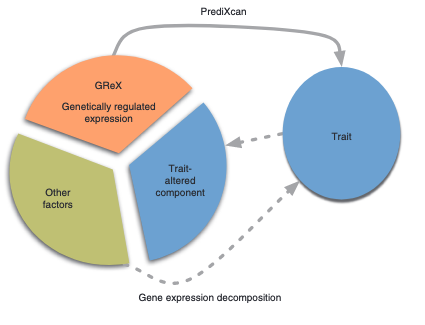 PrediXcan
GReX
Genetically regulated
expression
Trait
Trait-
altered
component
Other
factors
Gene expression decomposition